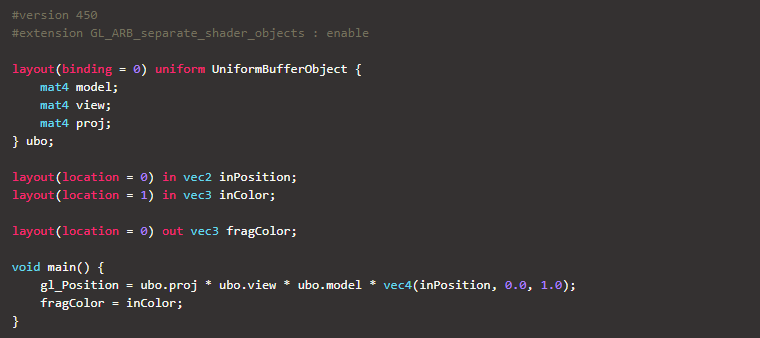 #version 450
#extension GL_ARB_separate_shader_objects : enable
layout(binding = 0) uniform UniformBufferObject {
    mat4 model;
    mat4 view;
    mat4 proj;
} ubo;
layout(location = 0) in vec2 inPosition;
layout(location = 1) in vec3 inColor;
layout(location = 0) out vec3 fragColor;
void main() {
    gl_Position = ubo.proj * ubo.view * ubo.model * vec4(inPosition, 0.0, 1.0);
    fragColor = inColor;
}